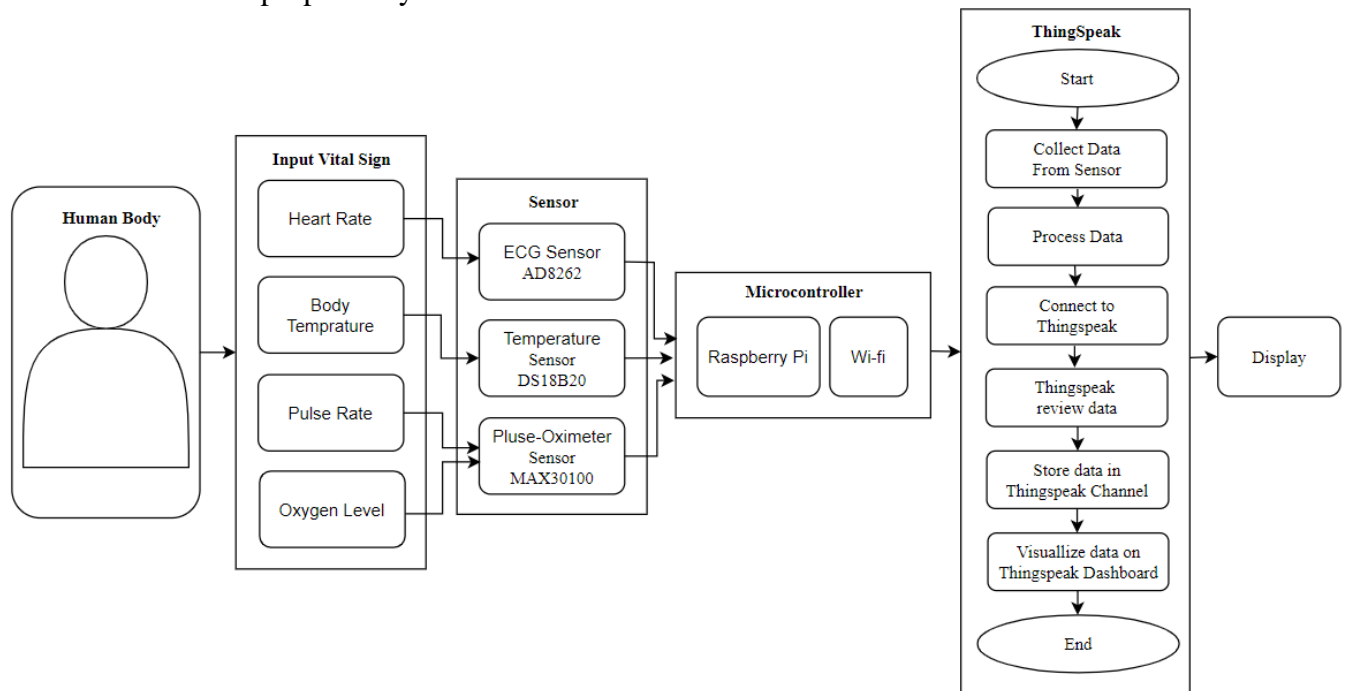 ThingSpeak
Start
Collect Data
From Sensor
Process Data
Connect to
Thingspeak
Thingspeak
review data
Store data in
Thingspeak Channel
Visuallize data on
Thingspeak Dashboard
End
Input Vital Sign
Heart Rate
Body
Temprature
Pulse Rate
Oxygen Level
Human Body
Sensor
ECG Sensor
AD8262
Temperature
Sensor
DS18B20
Pluse-Oximeter
Sensor
MAX30100
Microcontroller
Raspberry Pi
Wi-fi
Display